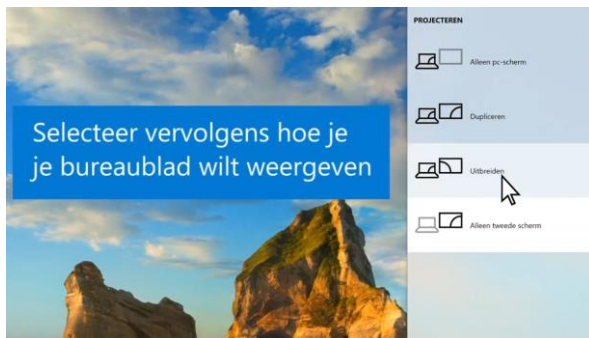 PROJECTEREN
Alleen pc-scherm
Dupliceren
Selecteer vervolgens hoe je
je bureaublad wilt weergeven
Uitbreiden
Alleen tweede scherm